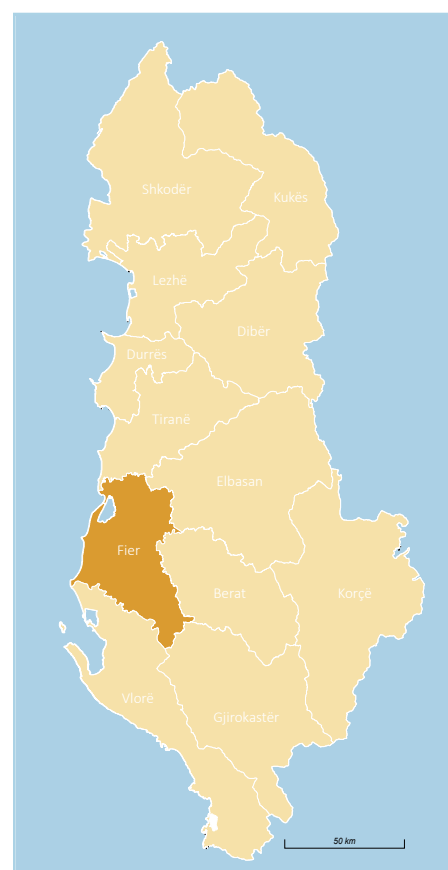 Shkodër
Kukës
Lezhë
Dibër
Durrës
Tiranë
Elbasan
Fier
Berat
Korçë
Vlorë
Gjirokastër
50 km